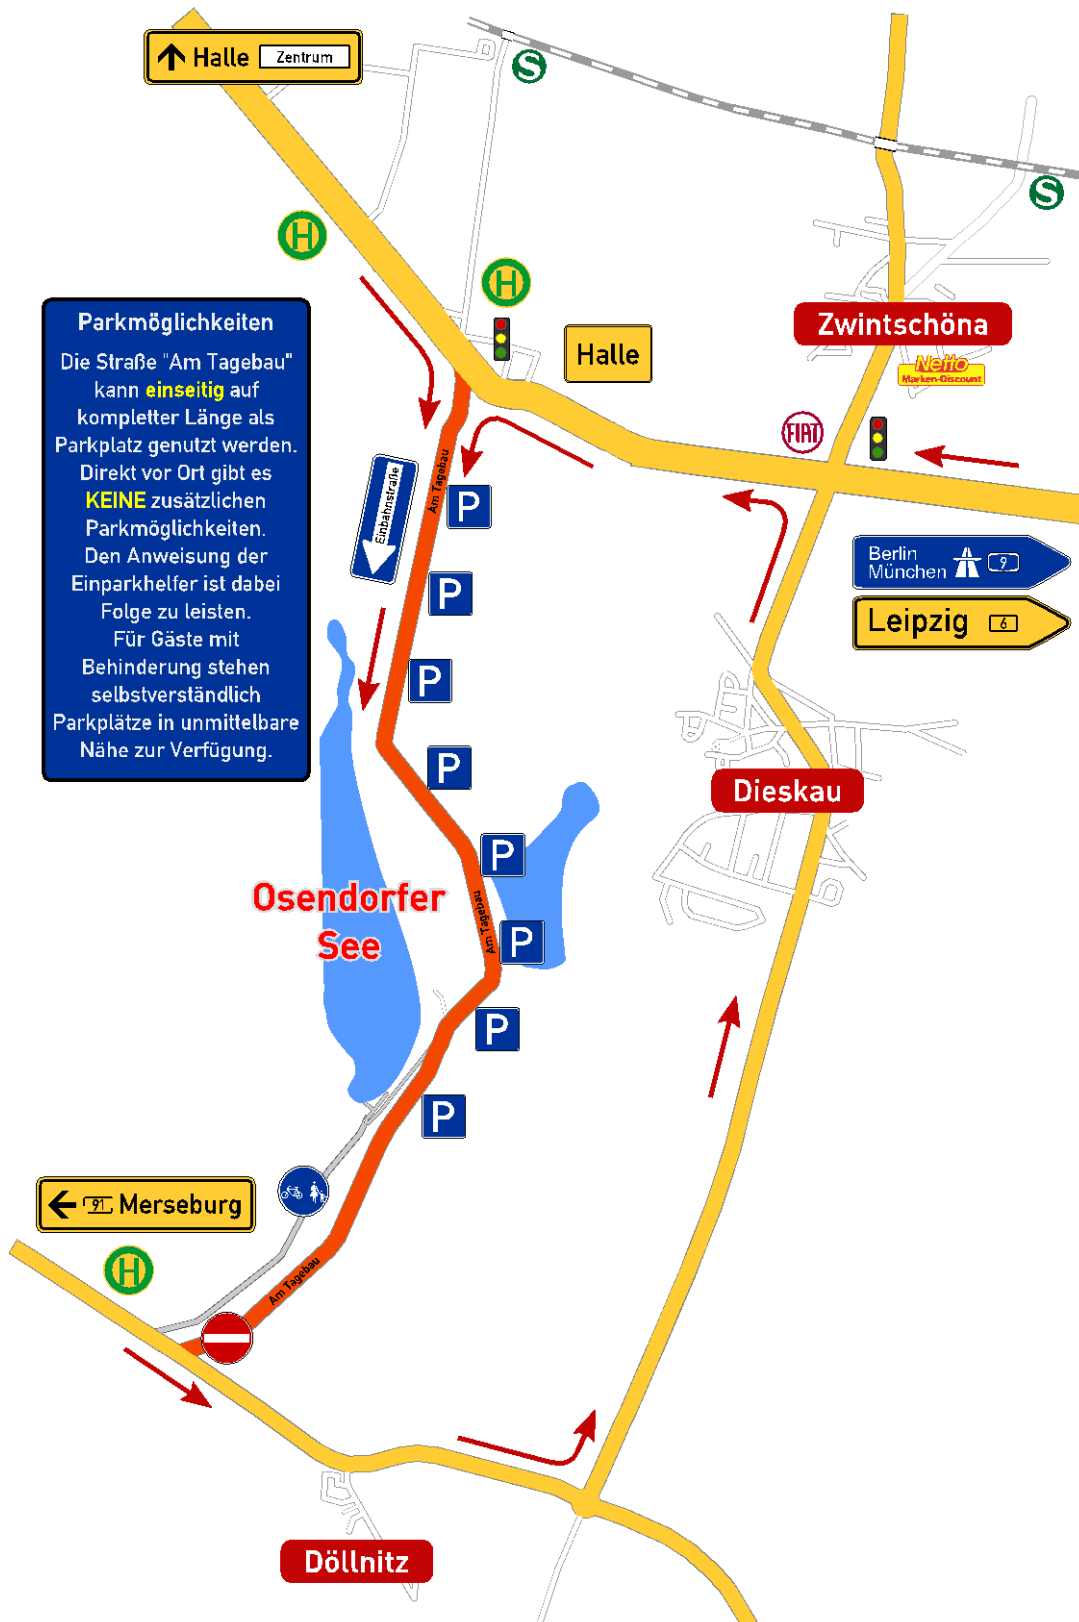 Halle Zentrum
S
S
H
H
Halle
Zwintschöna
Netto
Marken-Discount
FIAT
Parkmöglichkeiten
Die Straße "Am Tagebau"
kann einseitig auf
kompletter Länge als
Parkplatz genutzt werden.
Direkt vor Ort gibt es
KEINE zusätzlichen
Parkmöglichkeiten.
Den Anweisung der
Einparkhelfer ist dabei
Folge zu leisten.
Für Gäste mit
Behinderung stehen
selbstverständlich
Parkplätze in unmittelbare
Nähe zur Verfügung.
Einbahnstraße
Am Tagebau
P
P
P
P
P
P
P
P
Berlin
München 9
Leipzig 6
Dieskau
Osendorfer
See
Am Tagebau
91 Merseburg
H
Am Tagebau
Döllnitz